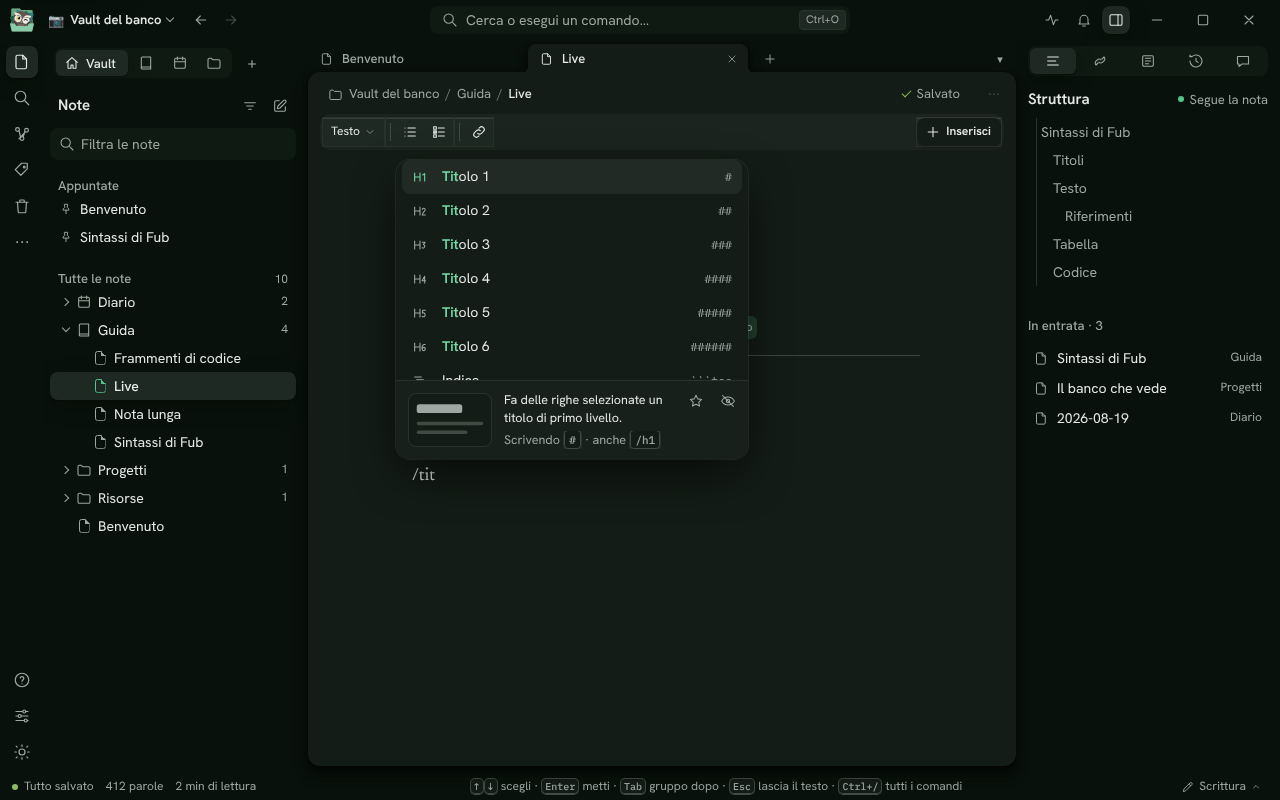 Vault del banco
Cerca o esegui un comando...
Ctrl+O
Vault
Benvenuto
Live
Note
Filtra le note
Appuntate
Benvenuto
Sintassi di Fub
Tutte le note 10
Diario 2
Guida 4
Frammenti di codice
Live
Nota lunga
Sintassi di Fub
Progetti 1
Risorse 1
Benvenuto
Vault del banco / Guida / Live
Salvato
Testo
Inserisci
H1 Titolo 1 #
H2 Titolo 2 ##
H3 Titolo 3 ###
H4 Titolo 4 ####
H5 Titolo 5 #####
H6 Titolo 6 ######
Indice
Fa delle righe selezionate un
titolo di primo livello.
Scrivendo # · anche /h1
/tit
Struttura
Segue la nota
Sintassi di Fub
Titoli
Testo
Riferimenti
Tabella
Codice
In entrata · 3
Sintassi di Fub Guida
Il banco che vede Progetti
2026-08-19 Diario
Tutto salvato 412 parole 2 min di lettura
↑ ↓ scegli · Enter metti · Tab gruppo dopo · Esc lascia il testo · Ctrl+/ tutti i comandi
Scrittura